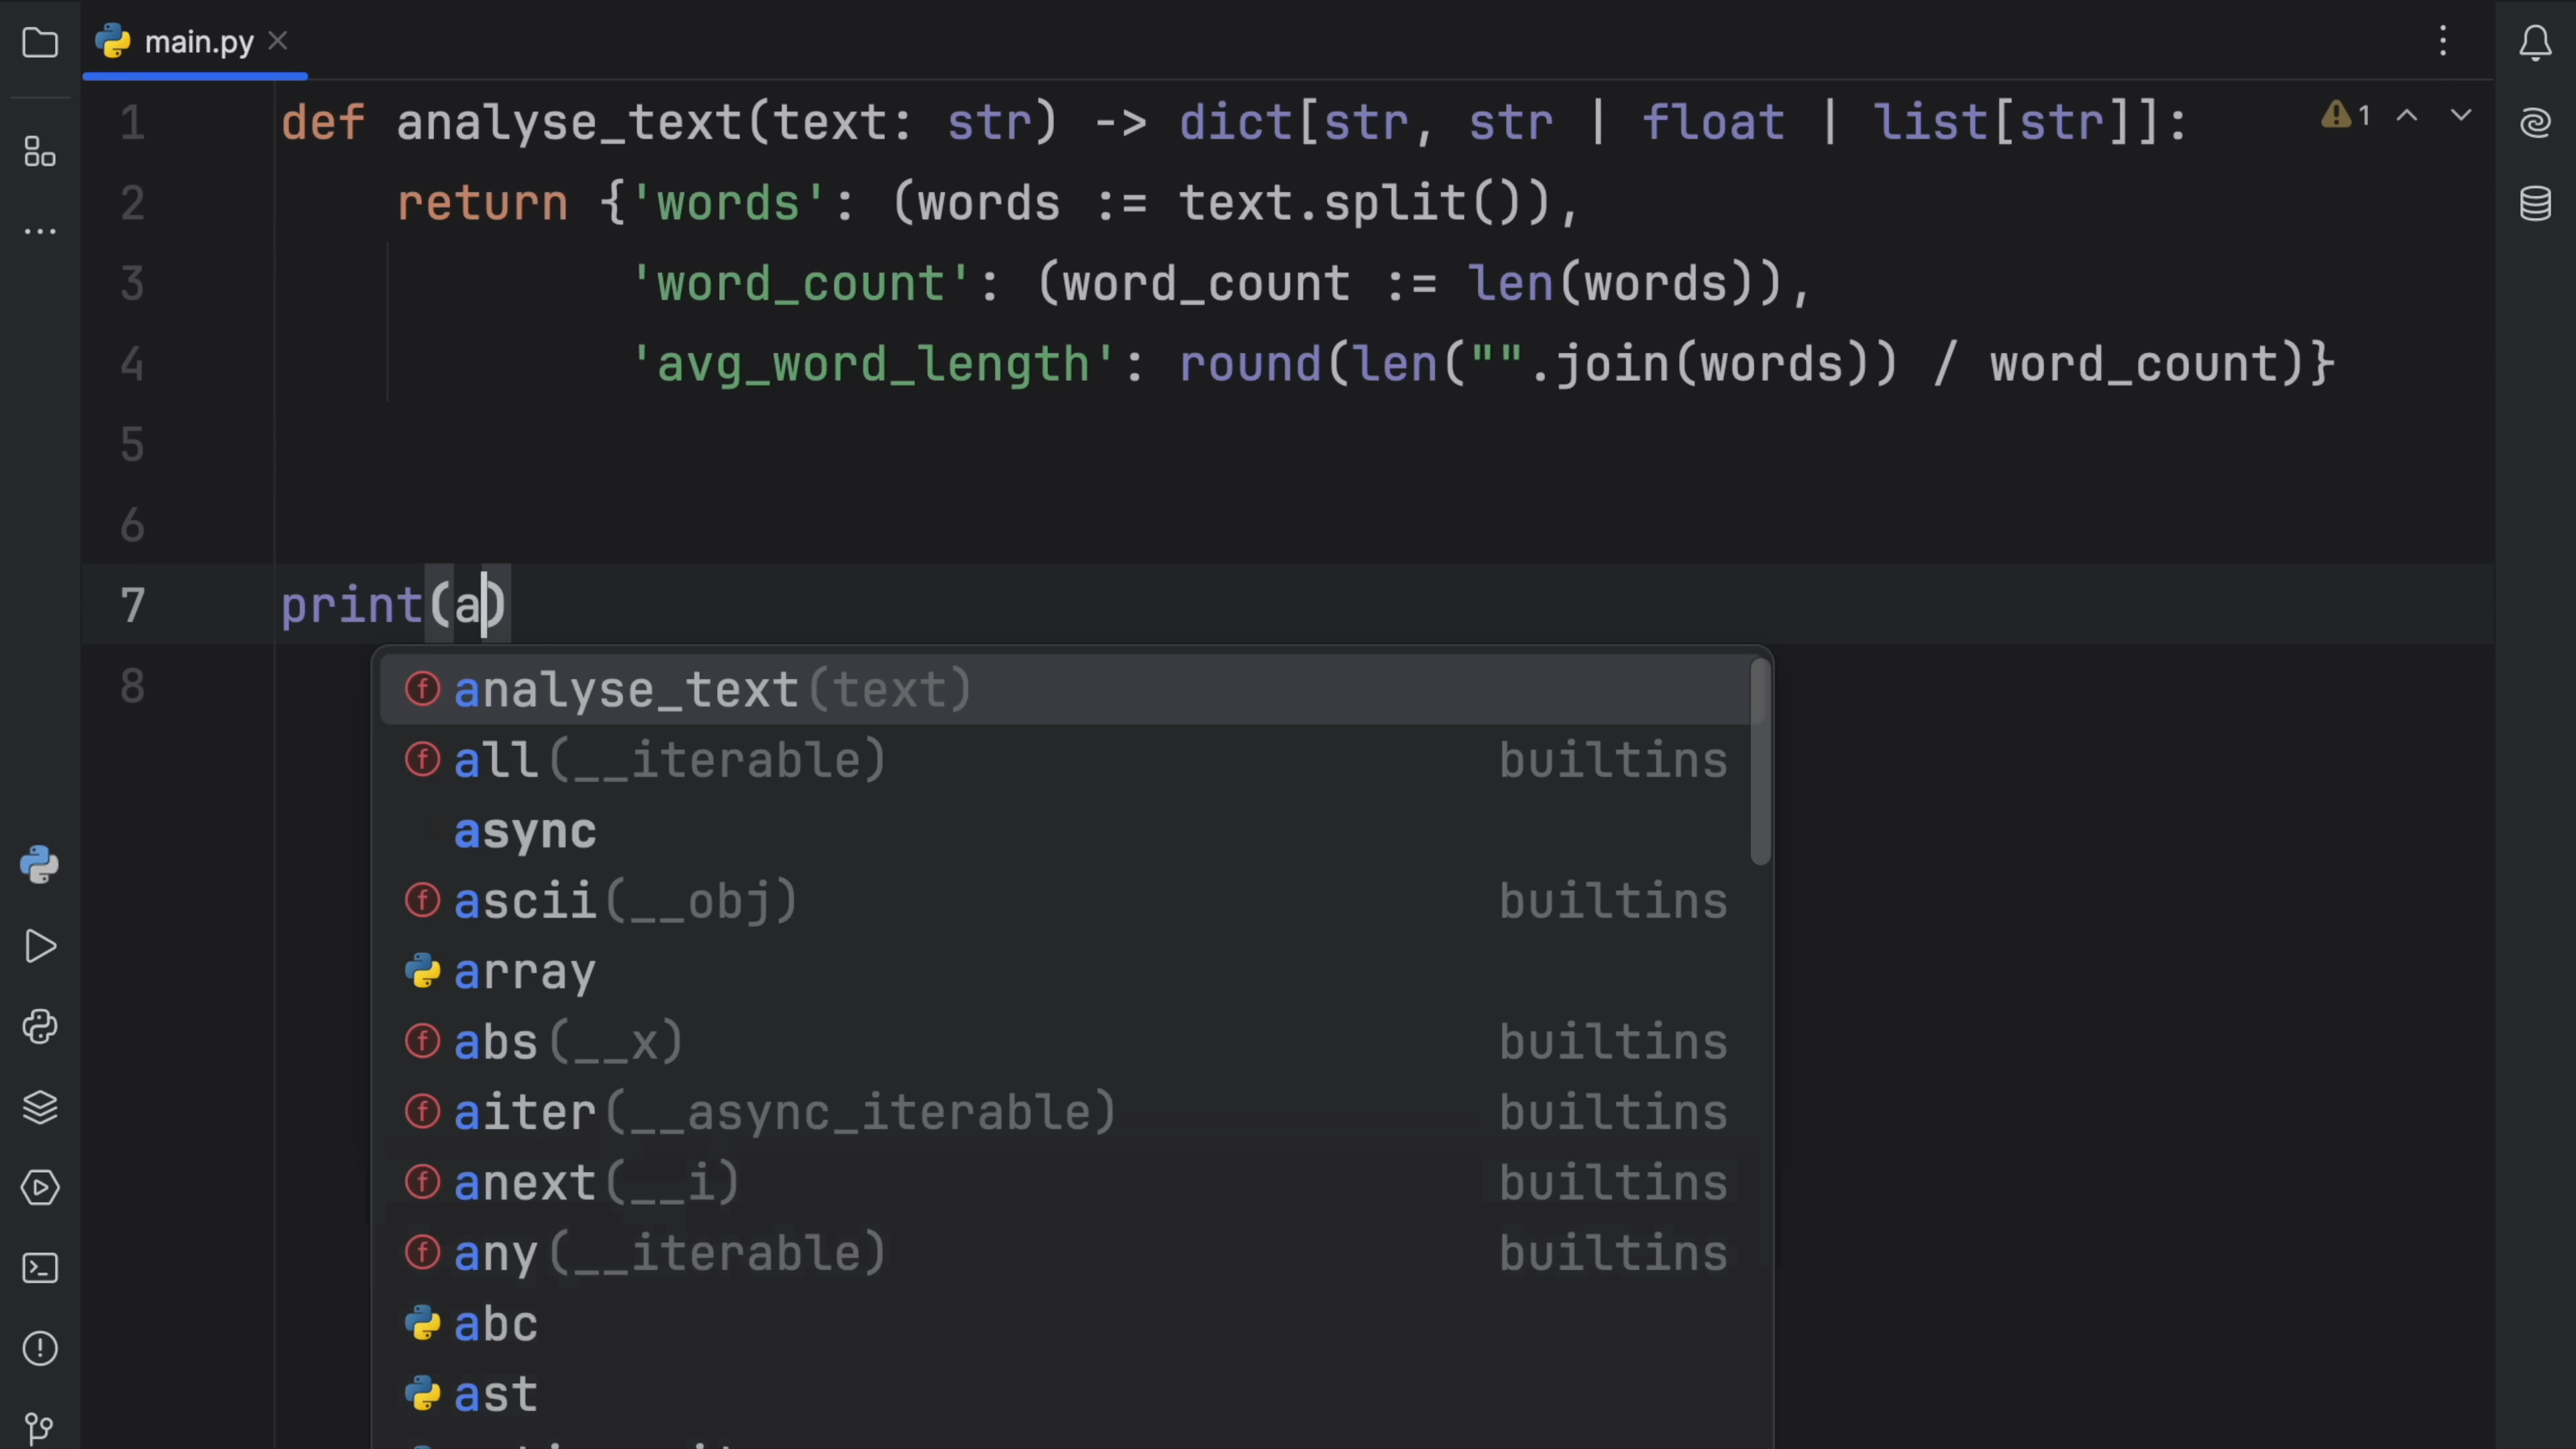 main.py
1 def analyse_text(text: str) -> dict[str, str | float | list[str]]: 1
2 return {'words': (words := text.split()),
3 'word_count': (word_count := len(words)),
4 'avg_word_length': round(len("".join(words)) / word_count)}
5
6
7 print(a)
8
analyse_text(text)
all(__iterable) builtins
async
ascii(__obj) builtins
array
abs(__x) builtins
aiter(__async_iterable) builtins
anext(__i) builtins
any(__iterable) builtins
abc
ast